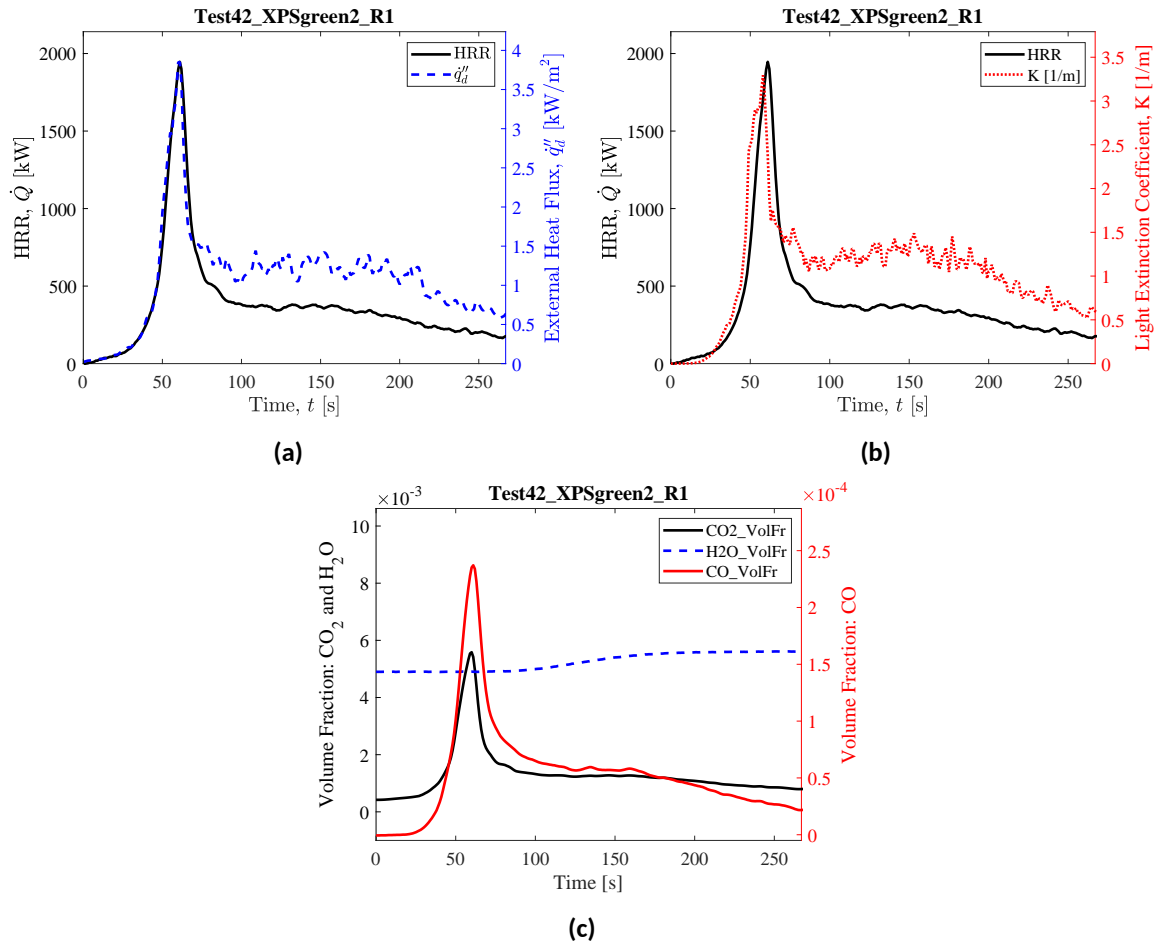 Test42_XPSgreen2_R1
HRR
q̇″_d
HRR, Q̇ [kW]
2000
1500
1000
500
0
External Heat Flux, q̇″_d [kW/m²]
4
3.5
3
2.5
2
1.5
1
0.5
0
0 50 100 150 200 250
Time, t [s]
(a)
Test42_XPSgreen2_R1
HRR
K [1/m]
HRR, Q̇ [kW]
2000
1500
1000
500
0
Light Extinction Coefficient, K [1/m]
3.5
3
2.5
2
1.5
1
0.5
0
0 50 100 150 200 250
Time, t [s]
(b)
×10⁻³
Test42_XPSgreen2_R1
×10⁻⁴
CO2_VolFr
H2O_VolFr
CO_VolFr
Volume Fraction: CO₂ and H₂O
10
8
6
4
2
0
Volume Fraction: CO
2.5
2
1.5
1
0.5
0
0 50 100 150 200 250
Time [s]
(c)